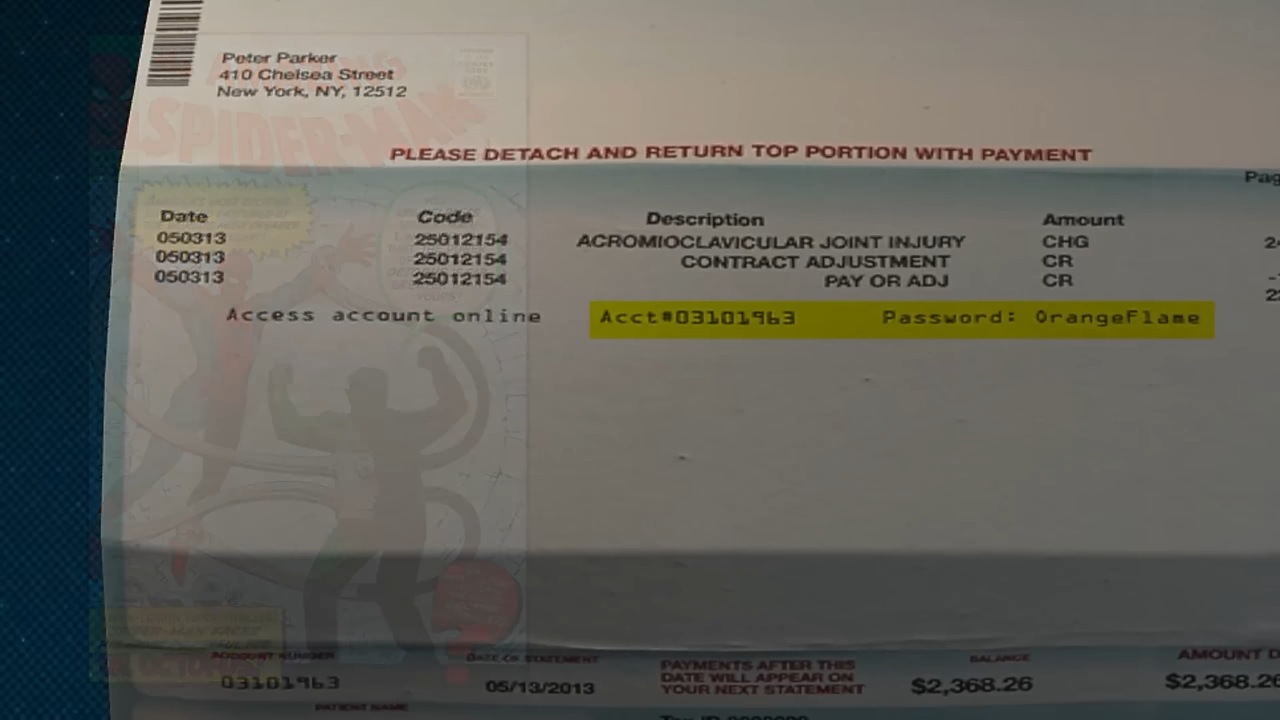 Peter Parker
410 Chelsea Street
New York, NY, 12512
SPIDER-MAN
PLEASE DETACH AND RETURN TOP PORTION WITH PAYMENT
Date Code Description Amount
050313 25012154 ACROMIOCLAVICULAR JOINT INJURY CHG
050313 25012154 CONTRACT ADJUSTMENT CR
050313 25012154 PAY OR ADJ CR
Access account online Acct#03101963 Password: OrangeFlame
ACCOUNT NUMBER DATE OF STATEMENT PAYMENTS AFTER THIS BALANCE AMOUNT
DATE WILL APPEAR ON
03101963 05/13/2013 YOUR NEXT STATEMENT $2,368.26 $2,368.26
PATIENT NAME